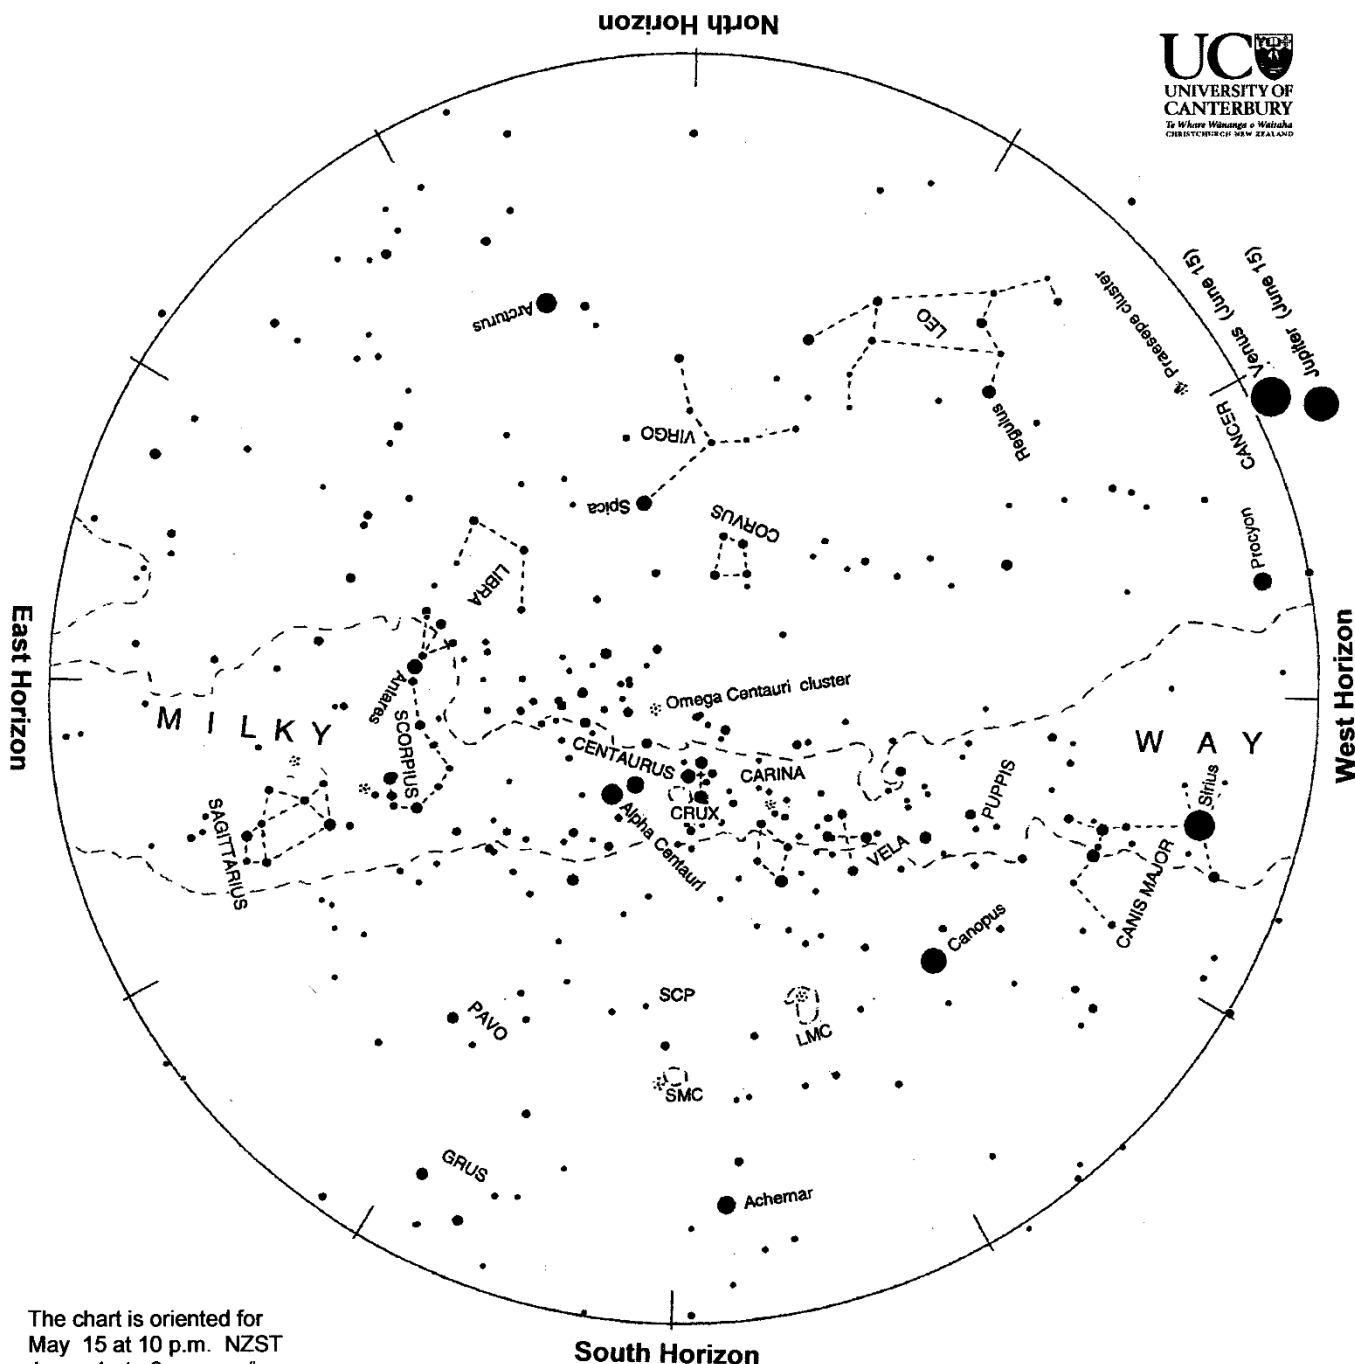 North Horizon
UC
UNIVERSITY OF
CANTERBURY
Te Whare Wānanga o Waitaha
CHRISTCHURCH NEW ZEALAND
Venus (June 15)
Jupiter (June 15)
Praesepe cluster
CANCER
Arcturus
LEO
Regulus
VIRGO
Spica
CORVUS
Procyon
LIBRA
East Horizon
West Horizon
Antares
SCORPIUS
Omega Centauri cluster
MILKY
WAY
CENTAURUS
CARINA
CRUX
PUPPIS
Sirius
SAGITTARIUS
Alpha Centauri
VELA
CANIS MAJOR
Canopus
SCP
PAVO
LMC
SMC
GRUS
Achernar
The chart is oriented for
May 15 at 10 p.m. NZST
South Horizon